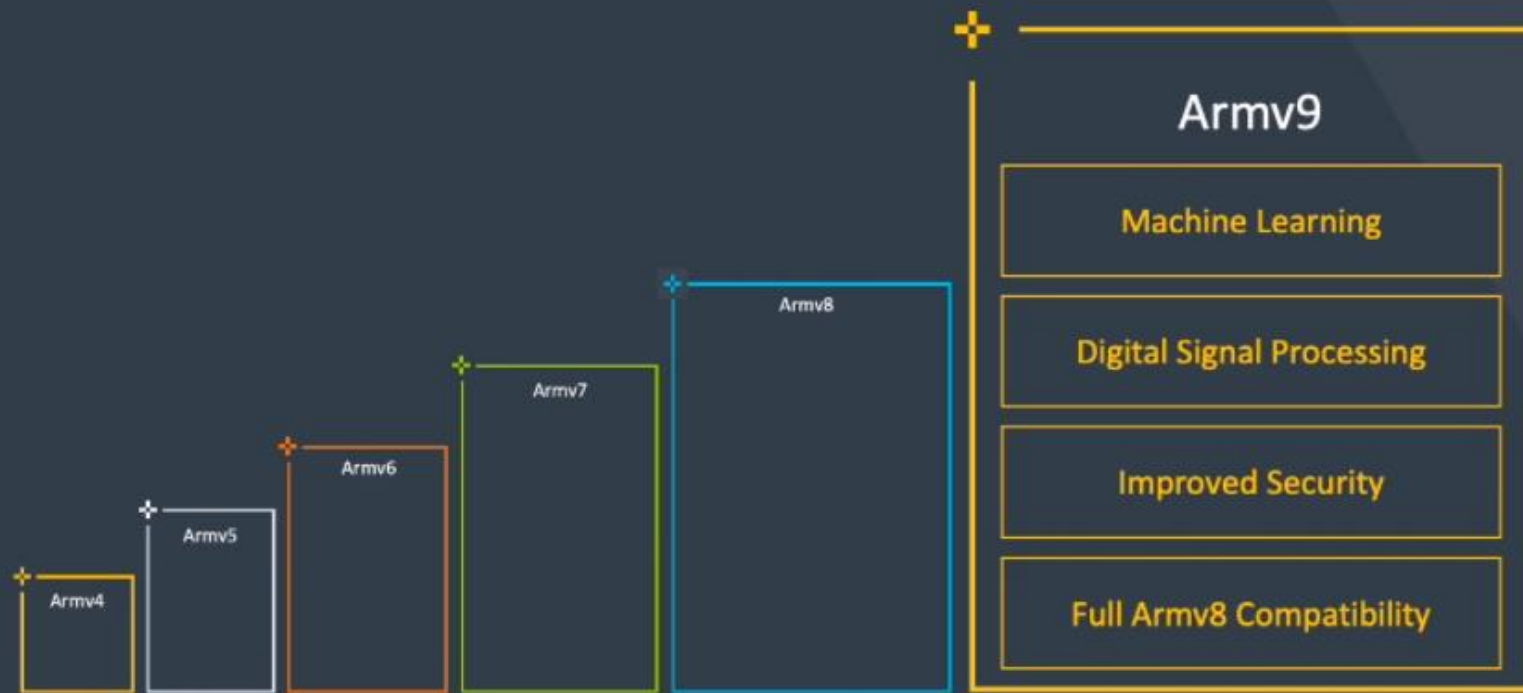 Armv4
Armv5
Armv6
Armv7
Armv8
Armv9
Machine Learning
Digital Signal Processing
Improved Security
Full Armv8 Compatibility